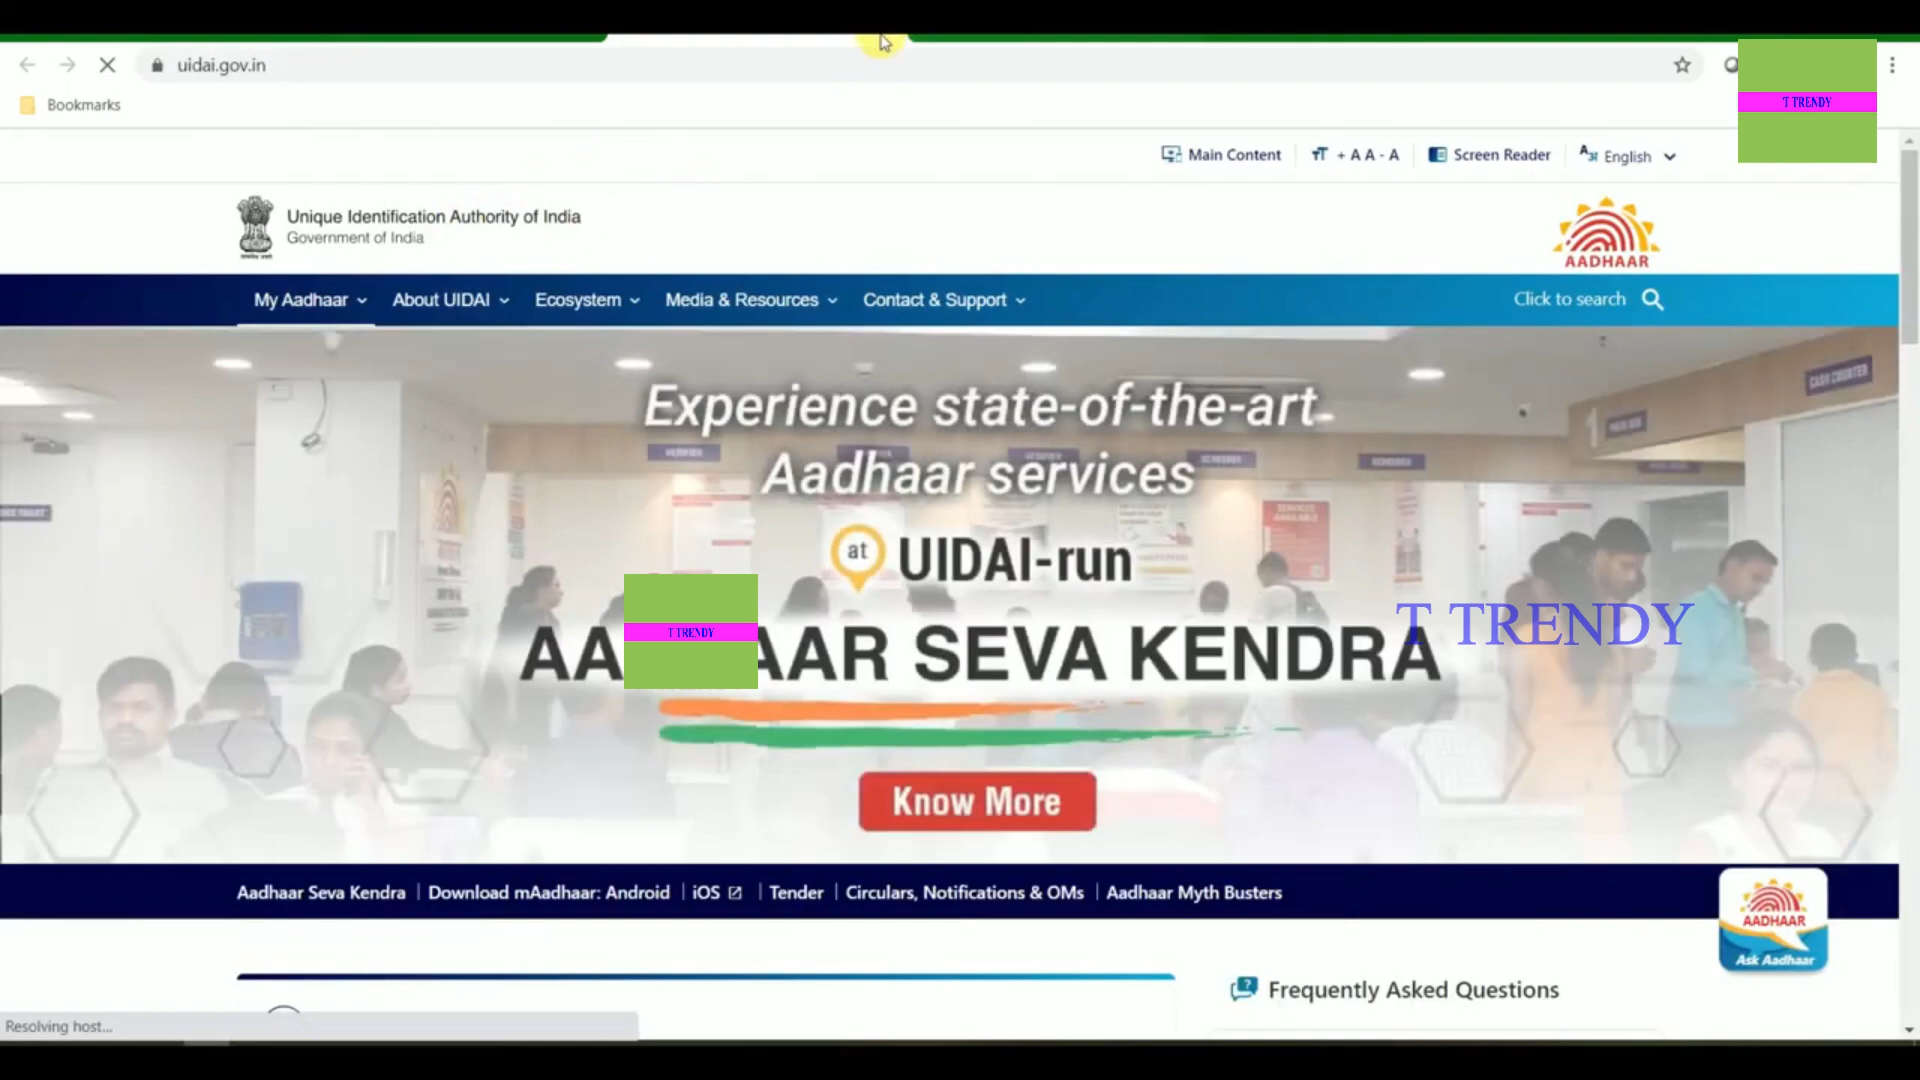 uidai.gov.in
T TRENDY
Bookmarks
Main Content
+ A A - A
Screen Reader
English
Unique Identification Authority of India
Government of India
AADHAAR
My Aadhaar
About UIDAI
Ecosystem
Media & Resources
Contact & Support
Click to search
CASH COUNTER
Experience state-of-the-art
VERIFIER
Aadhaar services
at UIDAI-run
T TRENDY
AA AAR SEVA KENDRA
T TRENDY
Know More
Aadhaar Seva Kendra
Download mAadhaar: Android
iOS
Tender
Circulars, Notifications & OMs
Aadhaar Myth Busters
AADHAAR
Ask Aadhaar
Frequently Asked Questions
Resolving host...